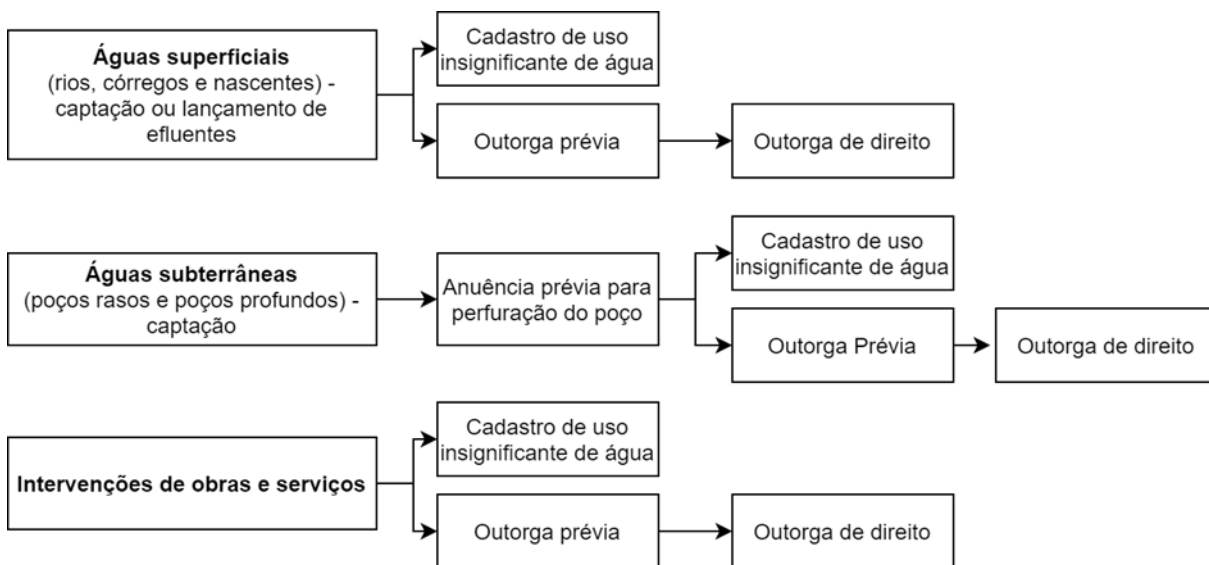 Águas superficiais
(rios, córregos e nascentes) -
captação ou lançamento de
efluentes
Cadastro de uso
insignificante de água
Outorga prévia
Outorga de direito
Águas subterrâneas
(poços rasos e poços profundos) -
captação
Anuência prévia para
perfuração do poço
Cadastro de uso
insignificante de água
Outorga Prévia
Outorga de direito
Intervenções de obras e serviços
Cadastro de uso
insignificante de água
Outorga prévia
Outorga de direito